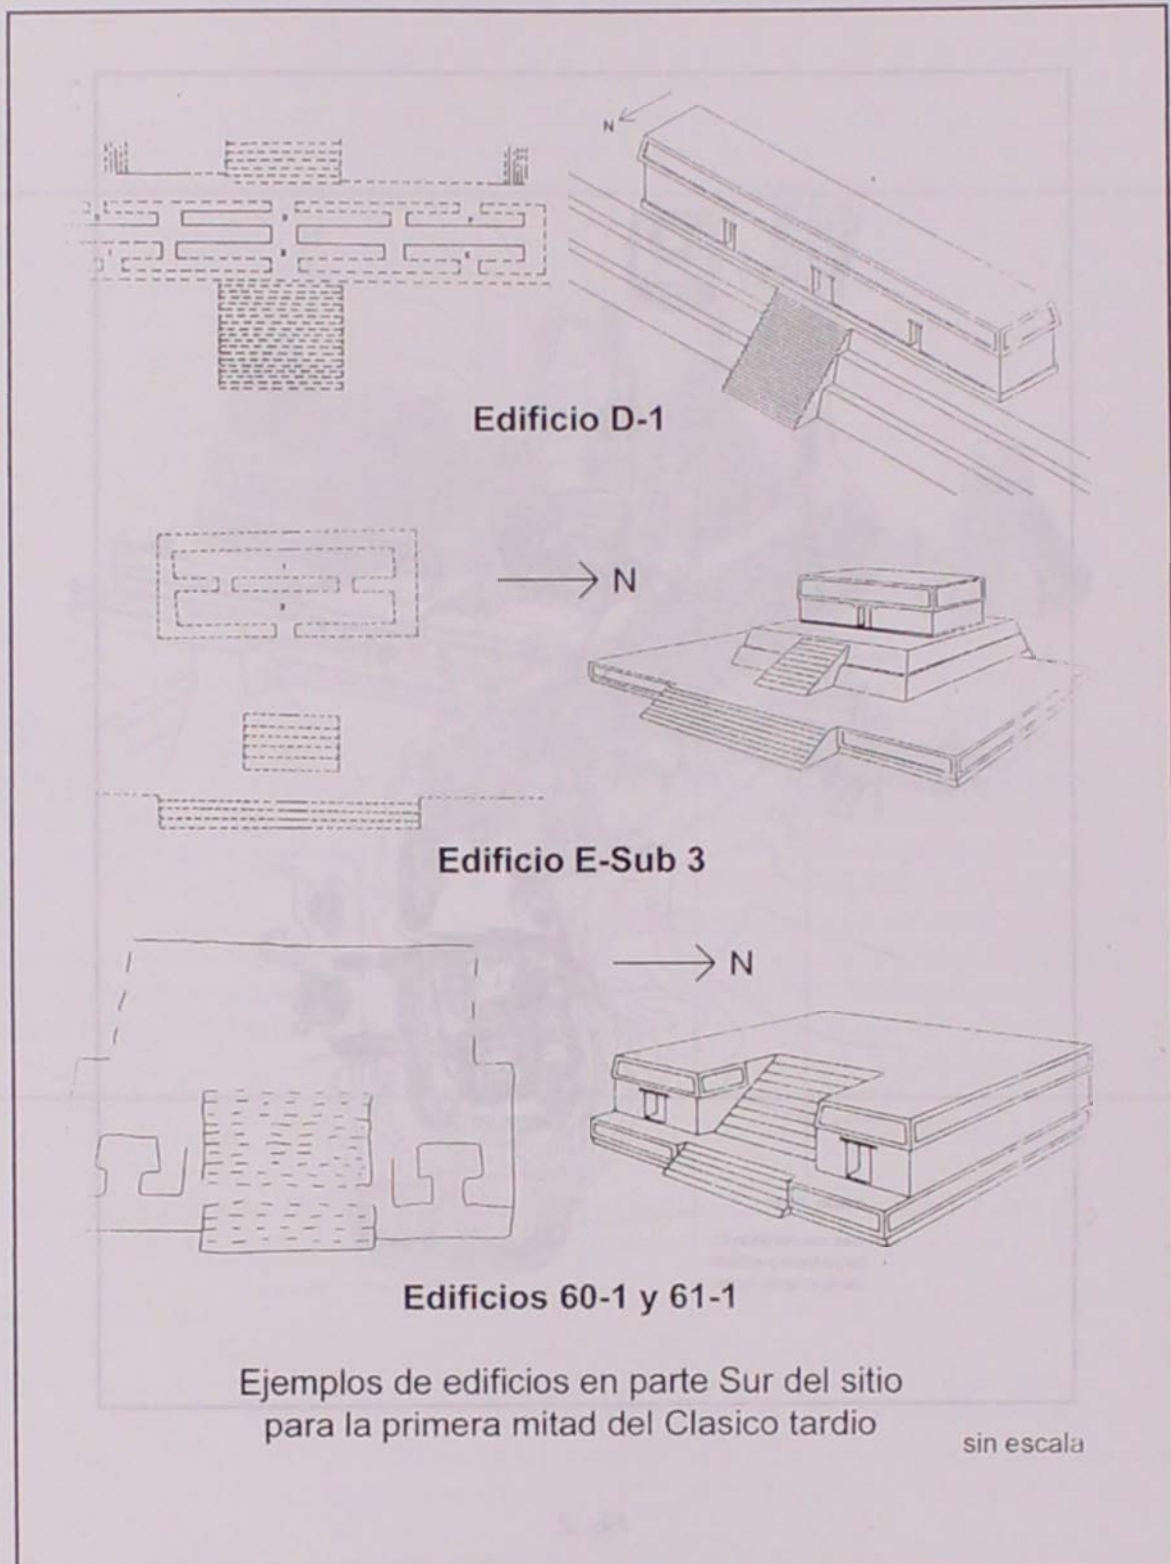 N
Edificio D-1
N
Edificio E-Sub 3
N
Edificios 60-1 y 61-1
Ejemplos de edificios en parte Sur del sitio
para la primera mitad del Clasico tardio
sin escala